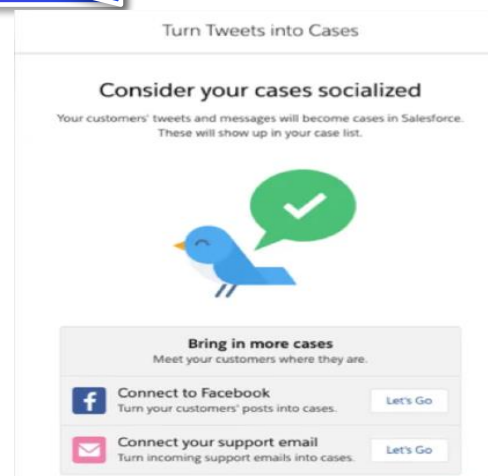 Turn Tweets into Cases
Consider your cases socialized
Your customers' tweets and messages will become cases in Salesforce.
These will show up in your case list.
Bring in more cases
Meet your customers where they are.
Connect to Facebook
Turn your customers' posts into cases.
Let's Go
Connect your support email
Turn incoming support emails into cases.
Let's Go